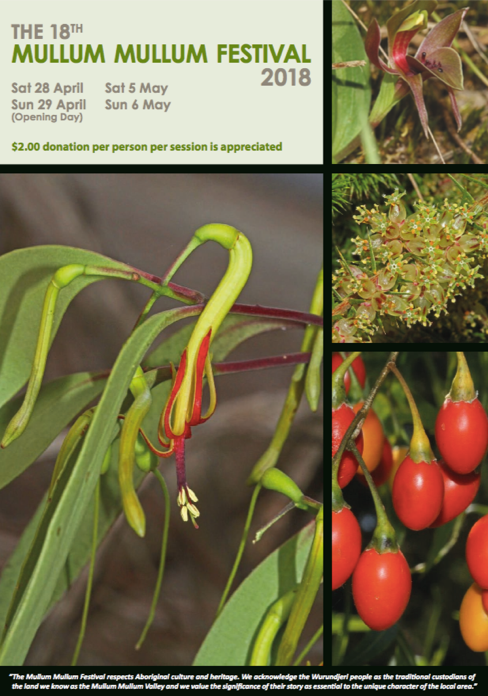 THE 18TH
MULLUM MULLUM FESTIVAL
2018
Sat 28 April Sat 5 May
Sun 29 April Sun 6 May
(Opening Day)
$2.00 donation per person per session is appreciated
"The Mullum Mullum Festival respects Aboriginal culture and heritage. We acknowledge the Wurundjeri people as the traditional custodians of
the land we know as the Mullum Mullum Valley and we value the significance of their story as essential to the unique character of the local area."